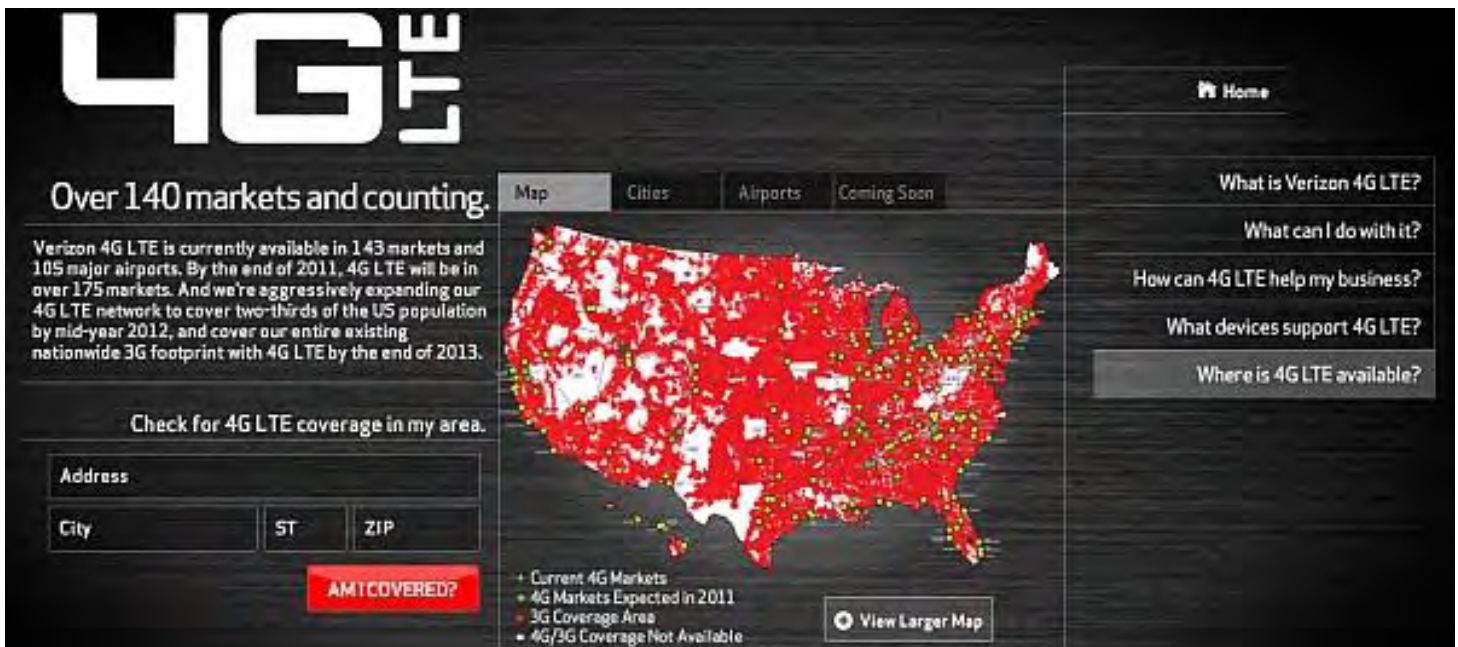 4G LTE
Home
Over 140 markets and counting.
Map
Cities
Airports
Coming Soon
What is Verizon 4G LTE?
What can I do with it?
How can 4G LTE help my business?
What devices support 4G LTE?
Where is 4G LTE available?
Verizon 4G LTE is currently available in 143 markets and
105 major airports. By the end of 2011, 4G LTE will be in
over 175 markets. And we're aggressively expanding our
4G LTE network to cover two-thirds of the US population
by mid-year 2012, and cover our entire existing
nationwide 3G footprint with 4G LTE by the end of 2013.
Check for 4G LTE coverage in my area.
Address
City
ST
ZIP
AM I COVERED?
Current 4G Markets
4G Markets Expected in 2011
3G Coverage Area
4G/3G Coverage Not Available
View Larger Map